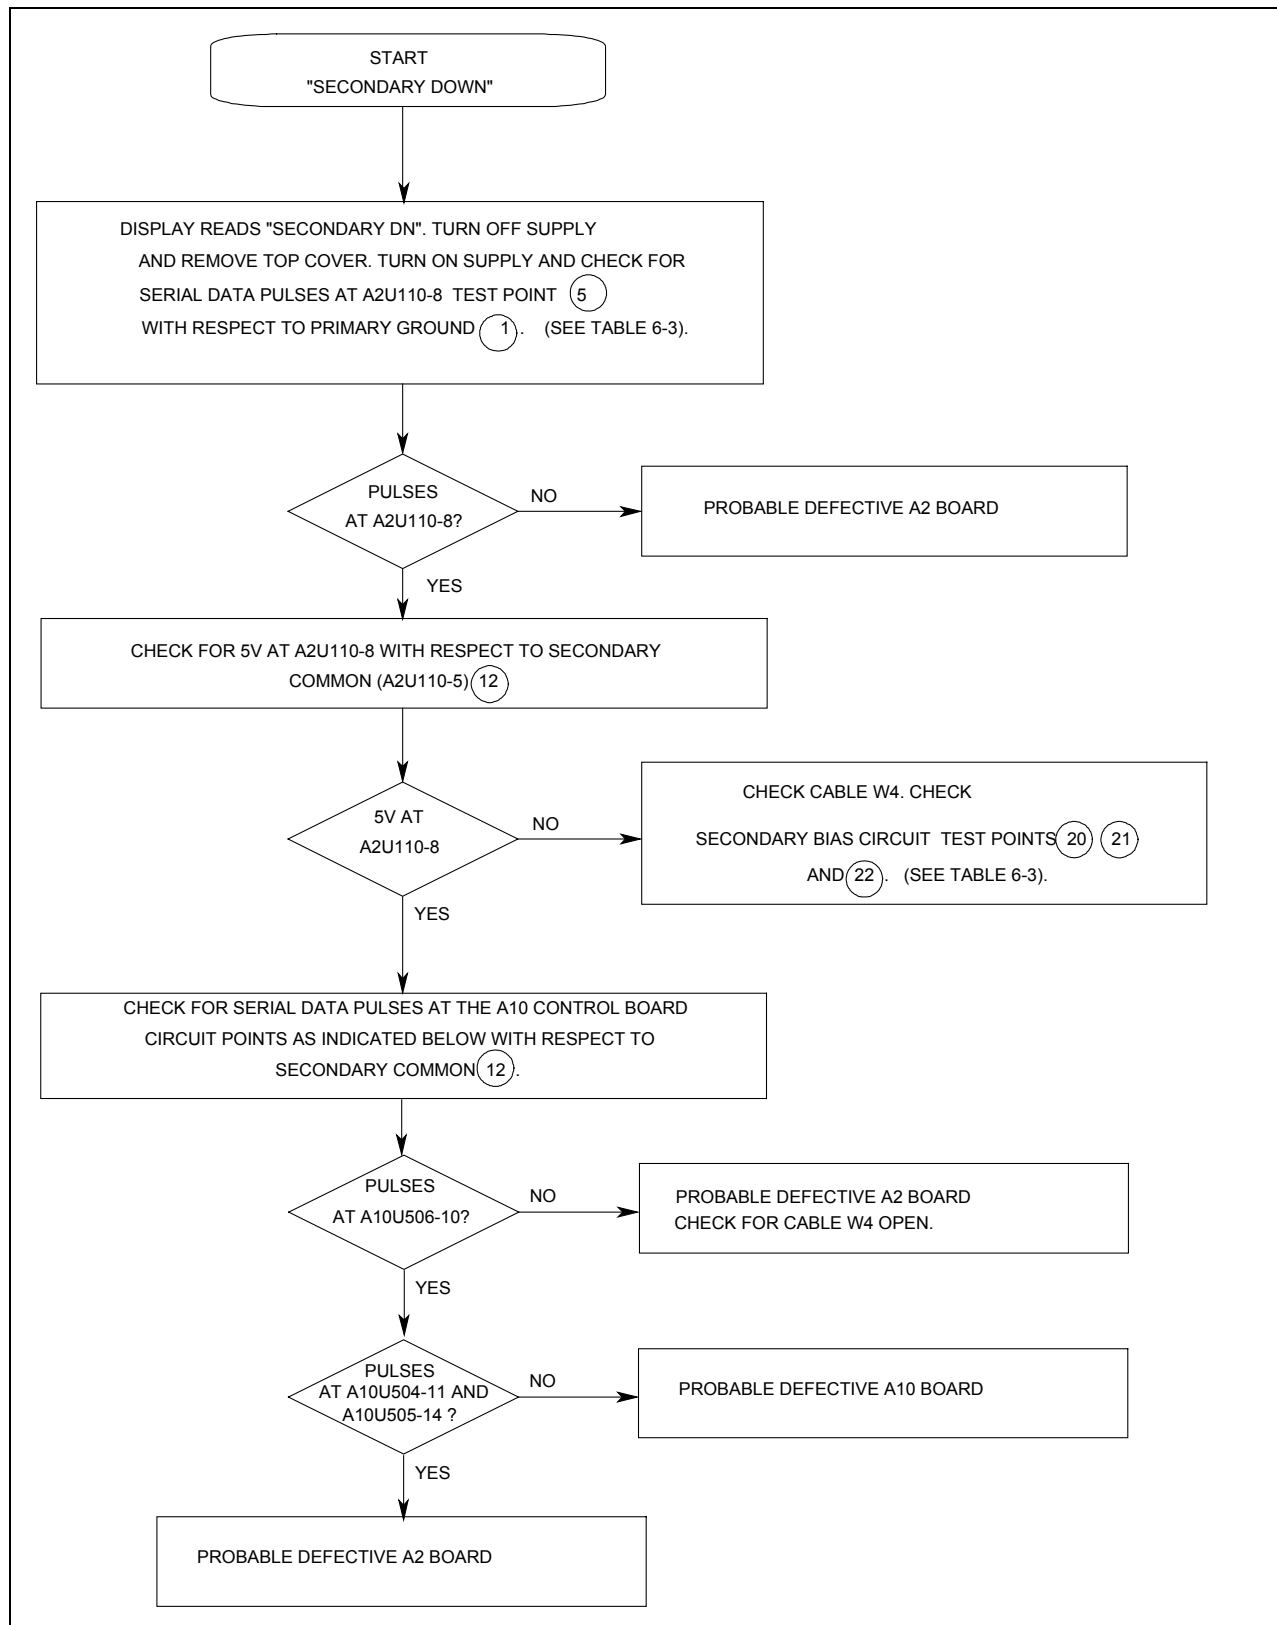 START
"SECONDARY DOWN"
DISPLAY READS "SECONDARY DN". TURN OFF SUPPLY
AND REMOVE TOP COVER. TURN ON SUPPLY AND CHECK FOR
SERIAL DATA PULSES AT A2U110-8 TEST POINT 5
WITH RESPECT TO PRIMARY GROUND 1. (SEE TABLE 6-3).
PULSES
AT A2U110-8?
NO
PROBABLE DEFECTIVE A2 BOARD
YES
CHECK FOR 5V AT A2U110-8 WITH RESPECT TO SECONDARY
COMMON (A2U110-5) 12
5V AT
A2U110-8
NO
CHECK CABLE W4. CHECK
SECONDARY BIAS CIRCUIT TEST POINTS 20 21
AND 22. (SEE TABLE 6-3).
YES
CHECK FOR SERIAL DATA PULSES AT THE A10 CONTROL BOARD
CIRCUIT POINTS AS INDICATED BELOW WITH RESPECT TO
SECONDARY COMMON 12.
PULSES
AT A10U506-10?
NO
PROBABLE DEFECTIVE A2 BOARD
CHECK FOR CABLE W4 OPEN.
YES
PULSES
AT A10U504-11 AND
A10U505-14 ?
NO
PROBABLE DEFECTIVE A10 BOARD
YES
PROBABLE DEFECTIVE A2 BOARD